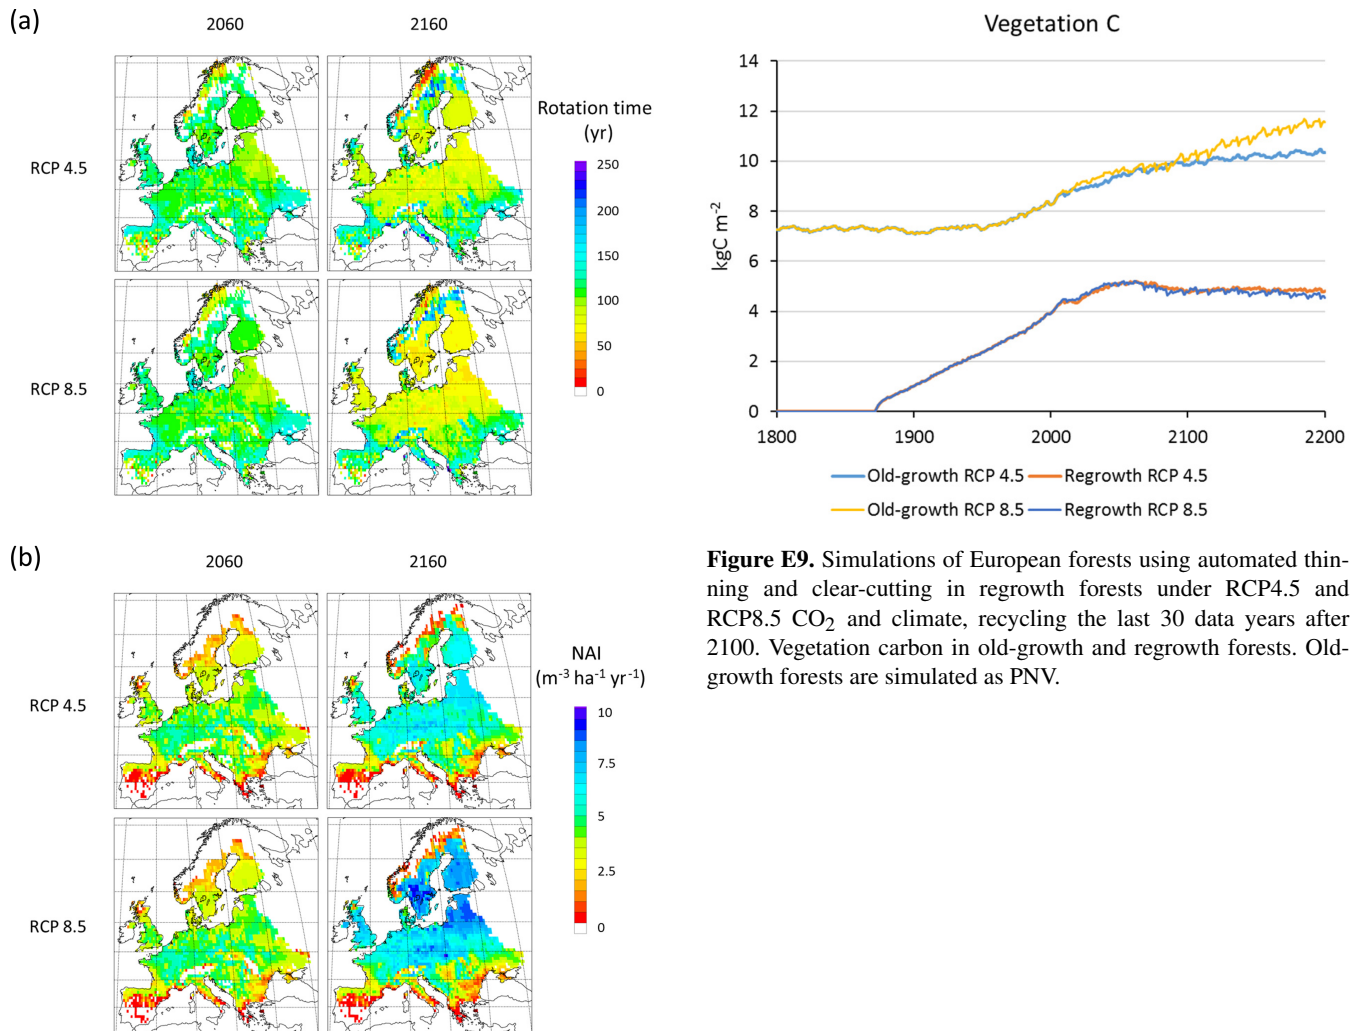 (a)
2060
2160
RCP 4.5
RCP 8.5
Rotation time
(yr)
250
200
150
100
50
0
(b)
2060
2160
RCP 4.5
RCP 8.5
NAI
(m⁻³ ha⁻¹ yr⁻¹)
10
7.5
5
2.5
0
Vegetation C
kgC m⁻²
14
12
10
8
6
4
2
0
1800 1900 2000 2100 2200
Old-growth RCP 4.5 Regrowth RCP 4.5
Old-growth RCP 8.5 Regrowth RCP 8.5
Figure E9. Simulations of European forests using automated thin-
ning and clear-cutting in regrowth forests under RCP4.5 and
RCP8.5 CO₂ and climate, recycling the last 30 data years after
2100. Vegetation carbon in old-growth and regrowth forests. Old-
growth forests are simulated as PNV.